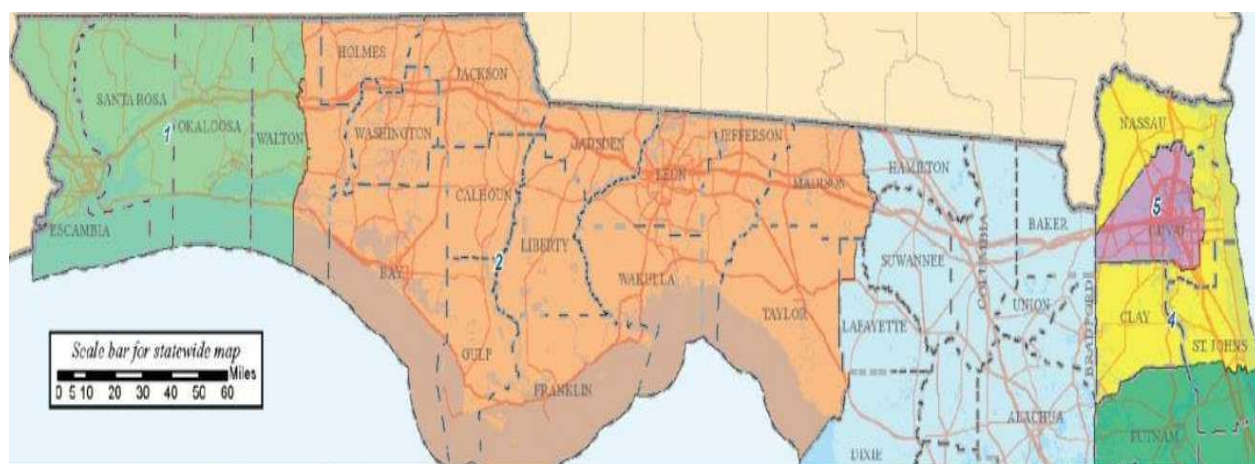 HOLMES
JACKSON
NASSAU
SANTA ROSA
1
OKALOOSA
WALTON
WASHINGTON
JEFFERSON
LEON
MADISON
HAMILTON
CALHOUN
5
DUVAL
ESCAMBIA
LIBERTY
2
BAY
WAKULLA
SUWANNEE
COLUMBIA
BAKER
UNION
BRADFORD
CLAY
4
ST. JOHNS
TAYLOR
LAFAYETTE
GULF
FRANKLIN
ALACHUA
DIXIE
PUTNAM
Scale bar for statewide map
Miles
0 5 10 20 30 40 50 60